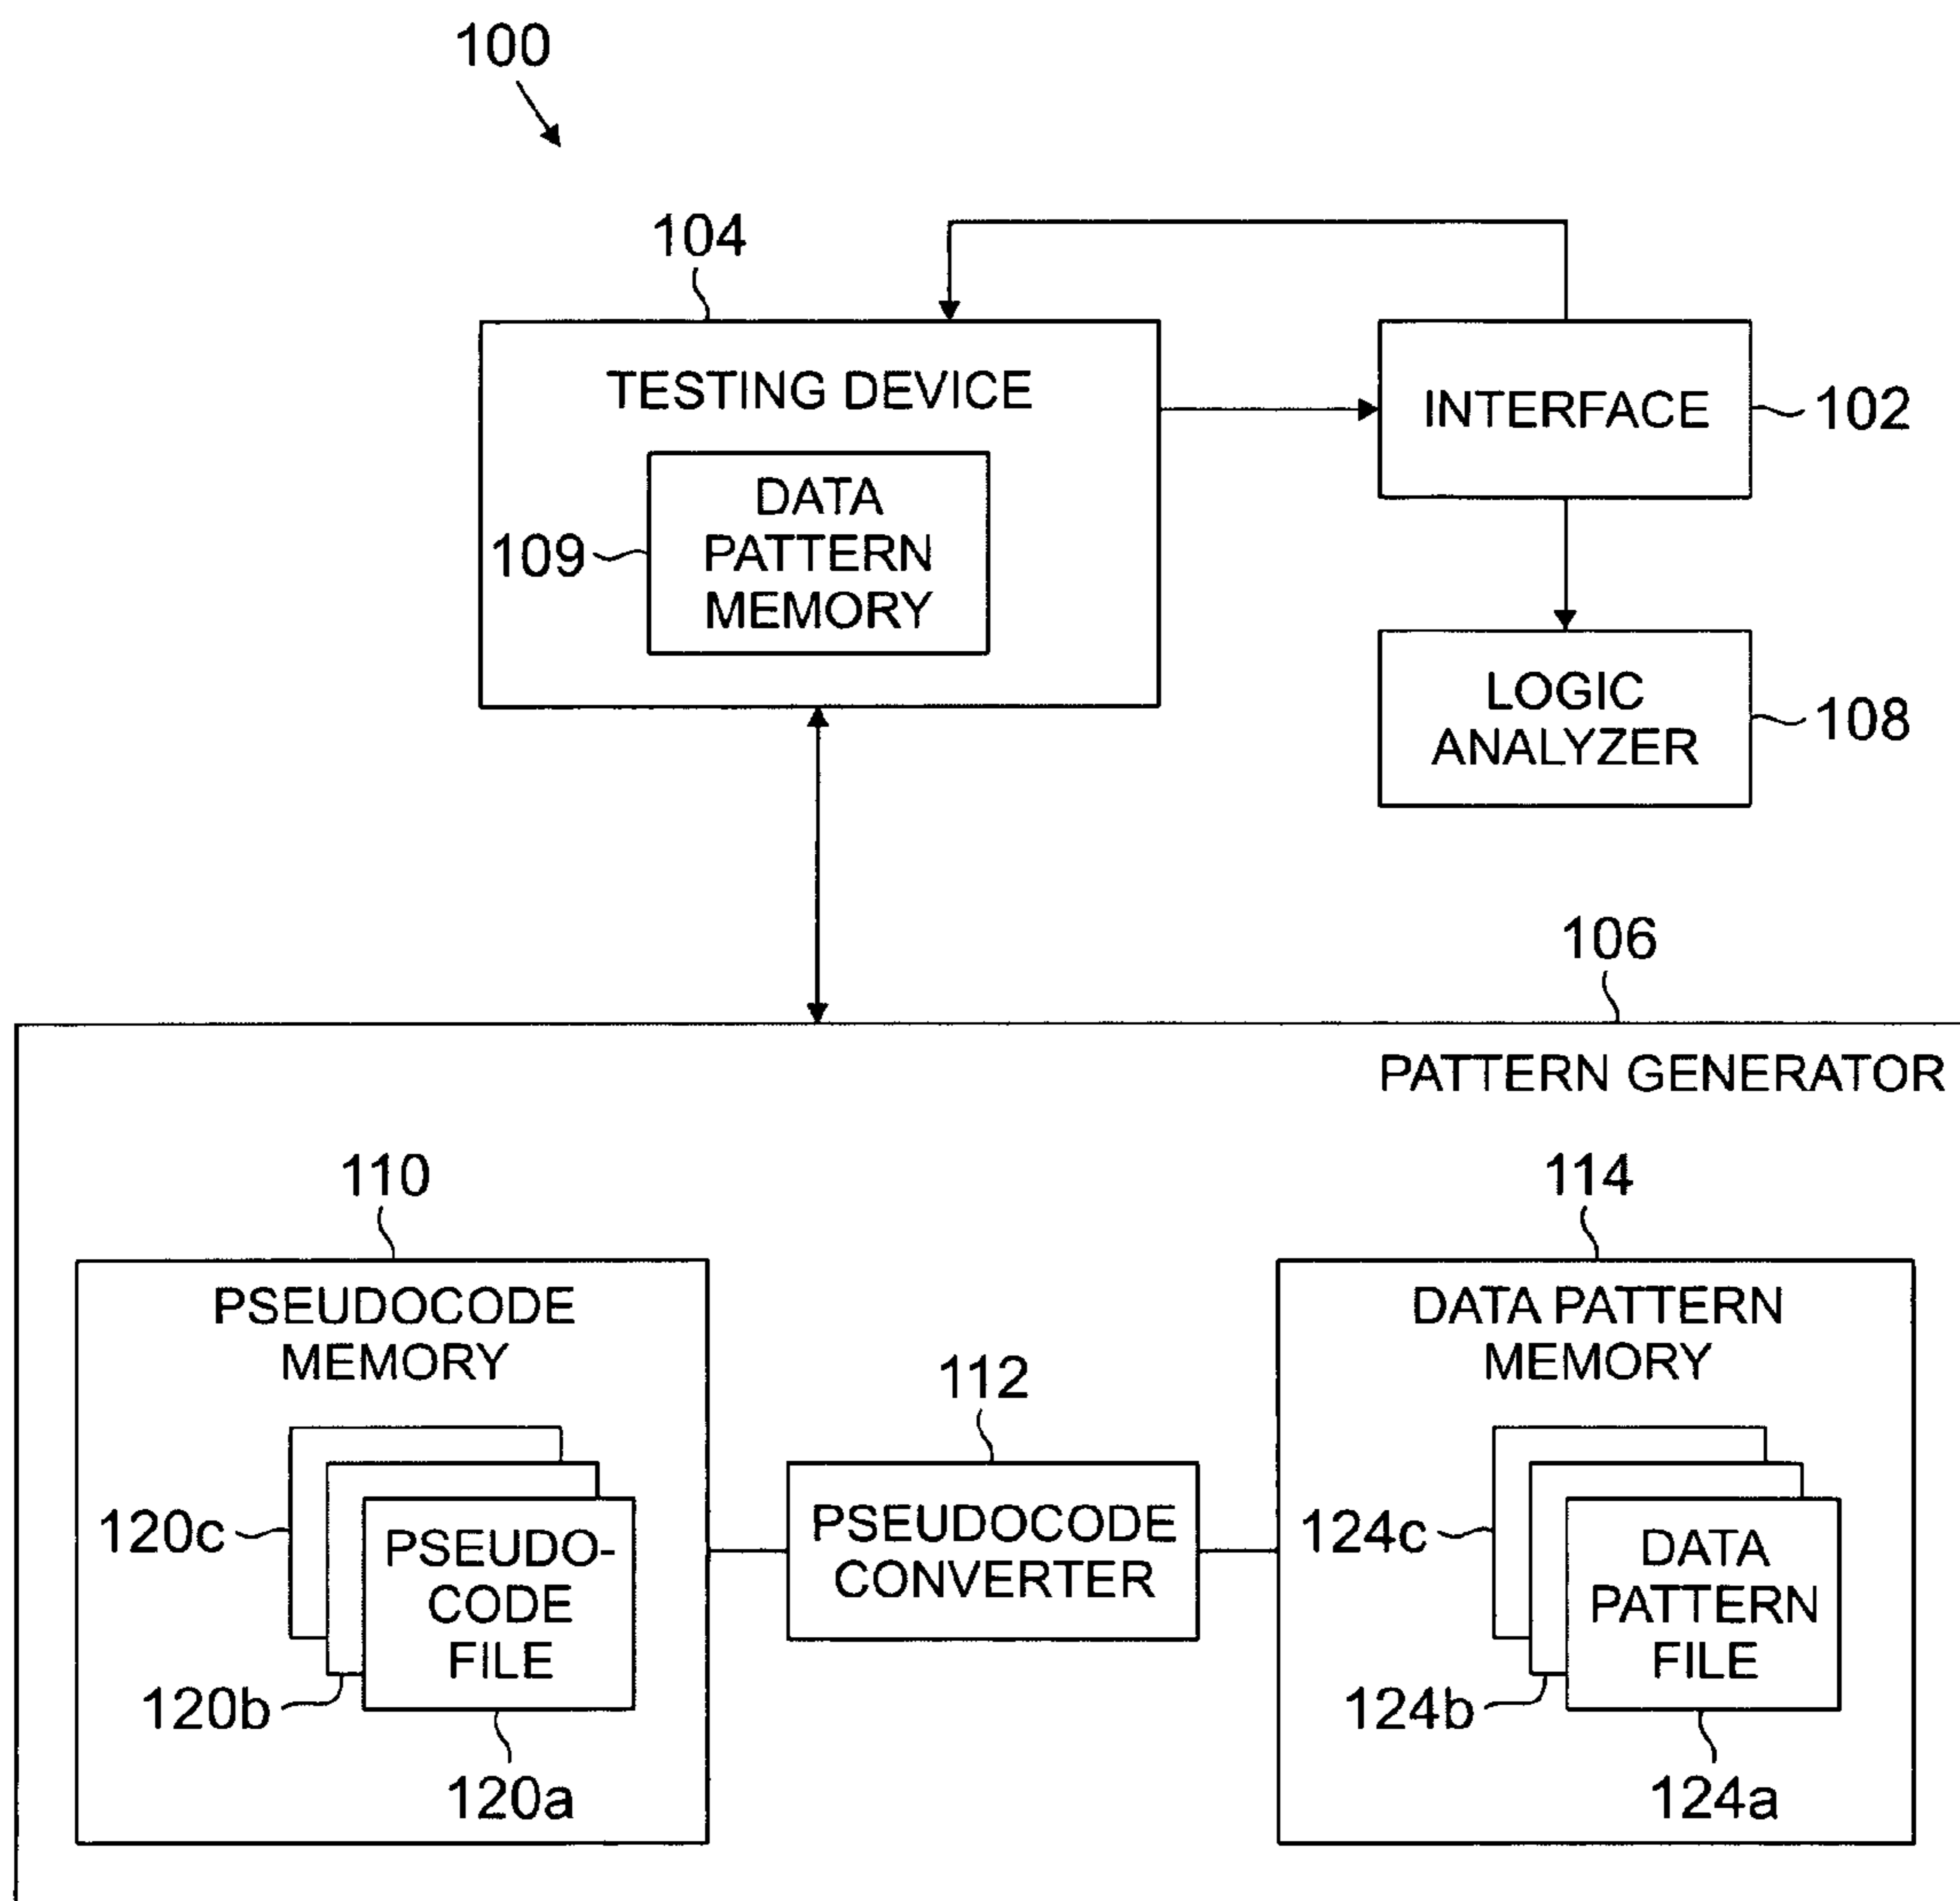 100
104
TESTING DEVICE
INTERFACE
102
DATA
PATTERN
MEMORY
109
LOGIC
ANALYZER
108
106
PATTERN GENERATOR
110
114
PSEUDOCODE
MEMORY
DATA PATTERN
MEMORY
112
120c
PSEUDO-
CODE
FILE
PSEUDOCODE
CONVERTER
124c
DATA
PATTERN
FILE
120b
124b
120a
124a